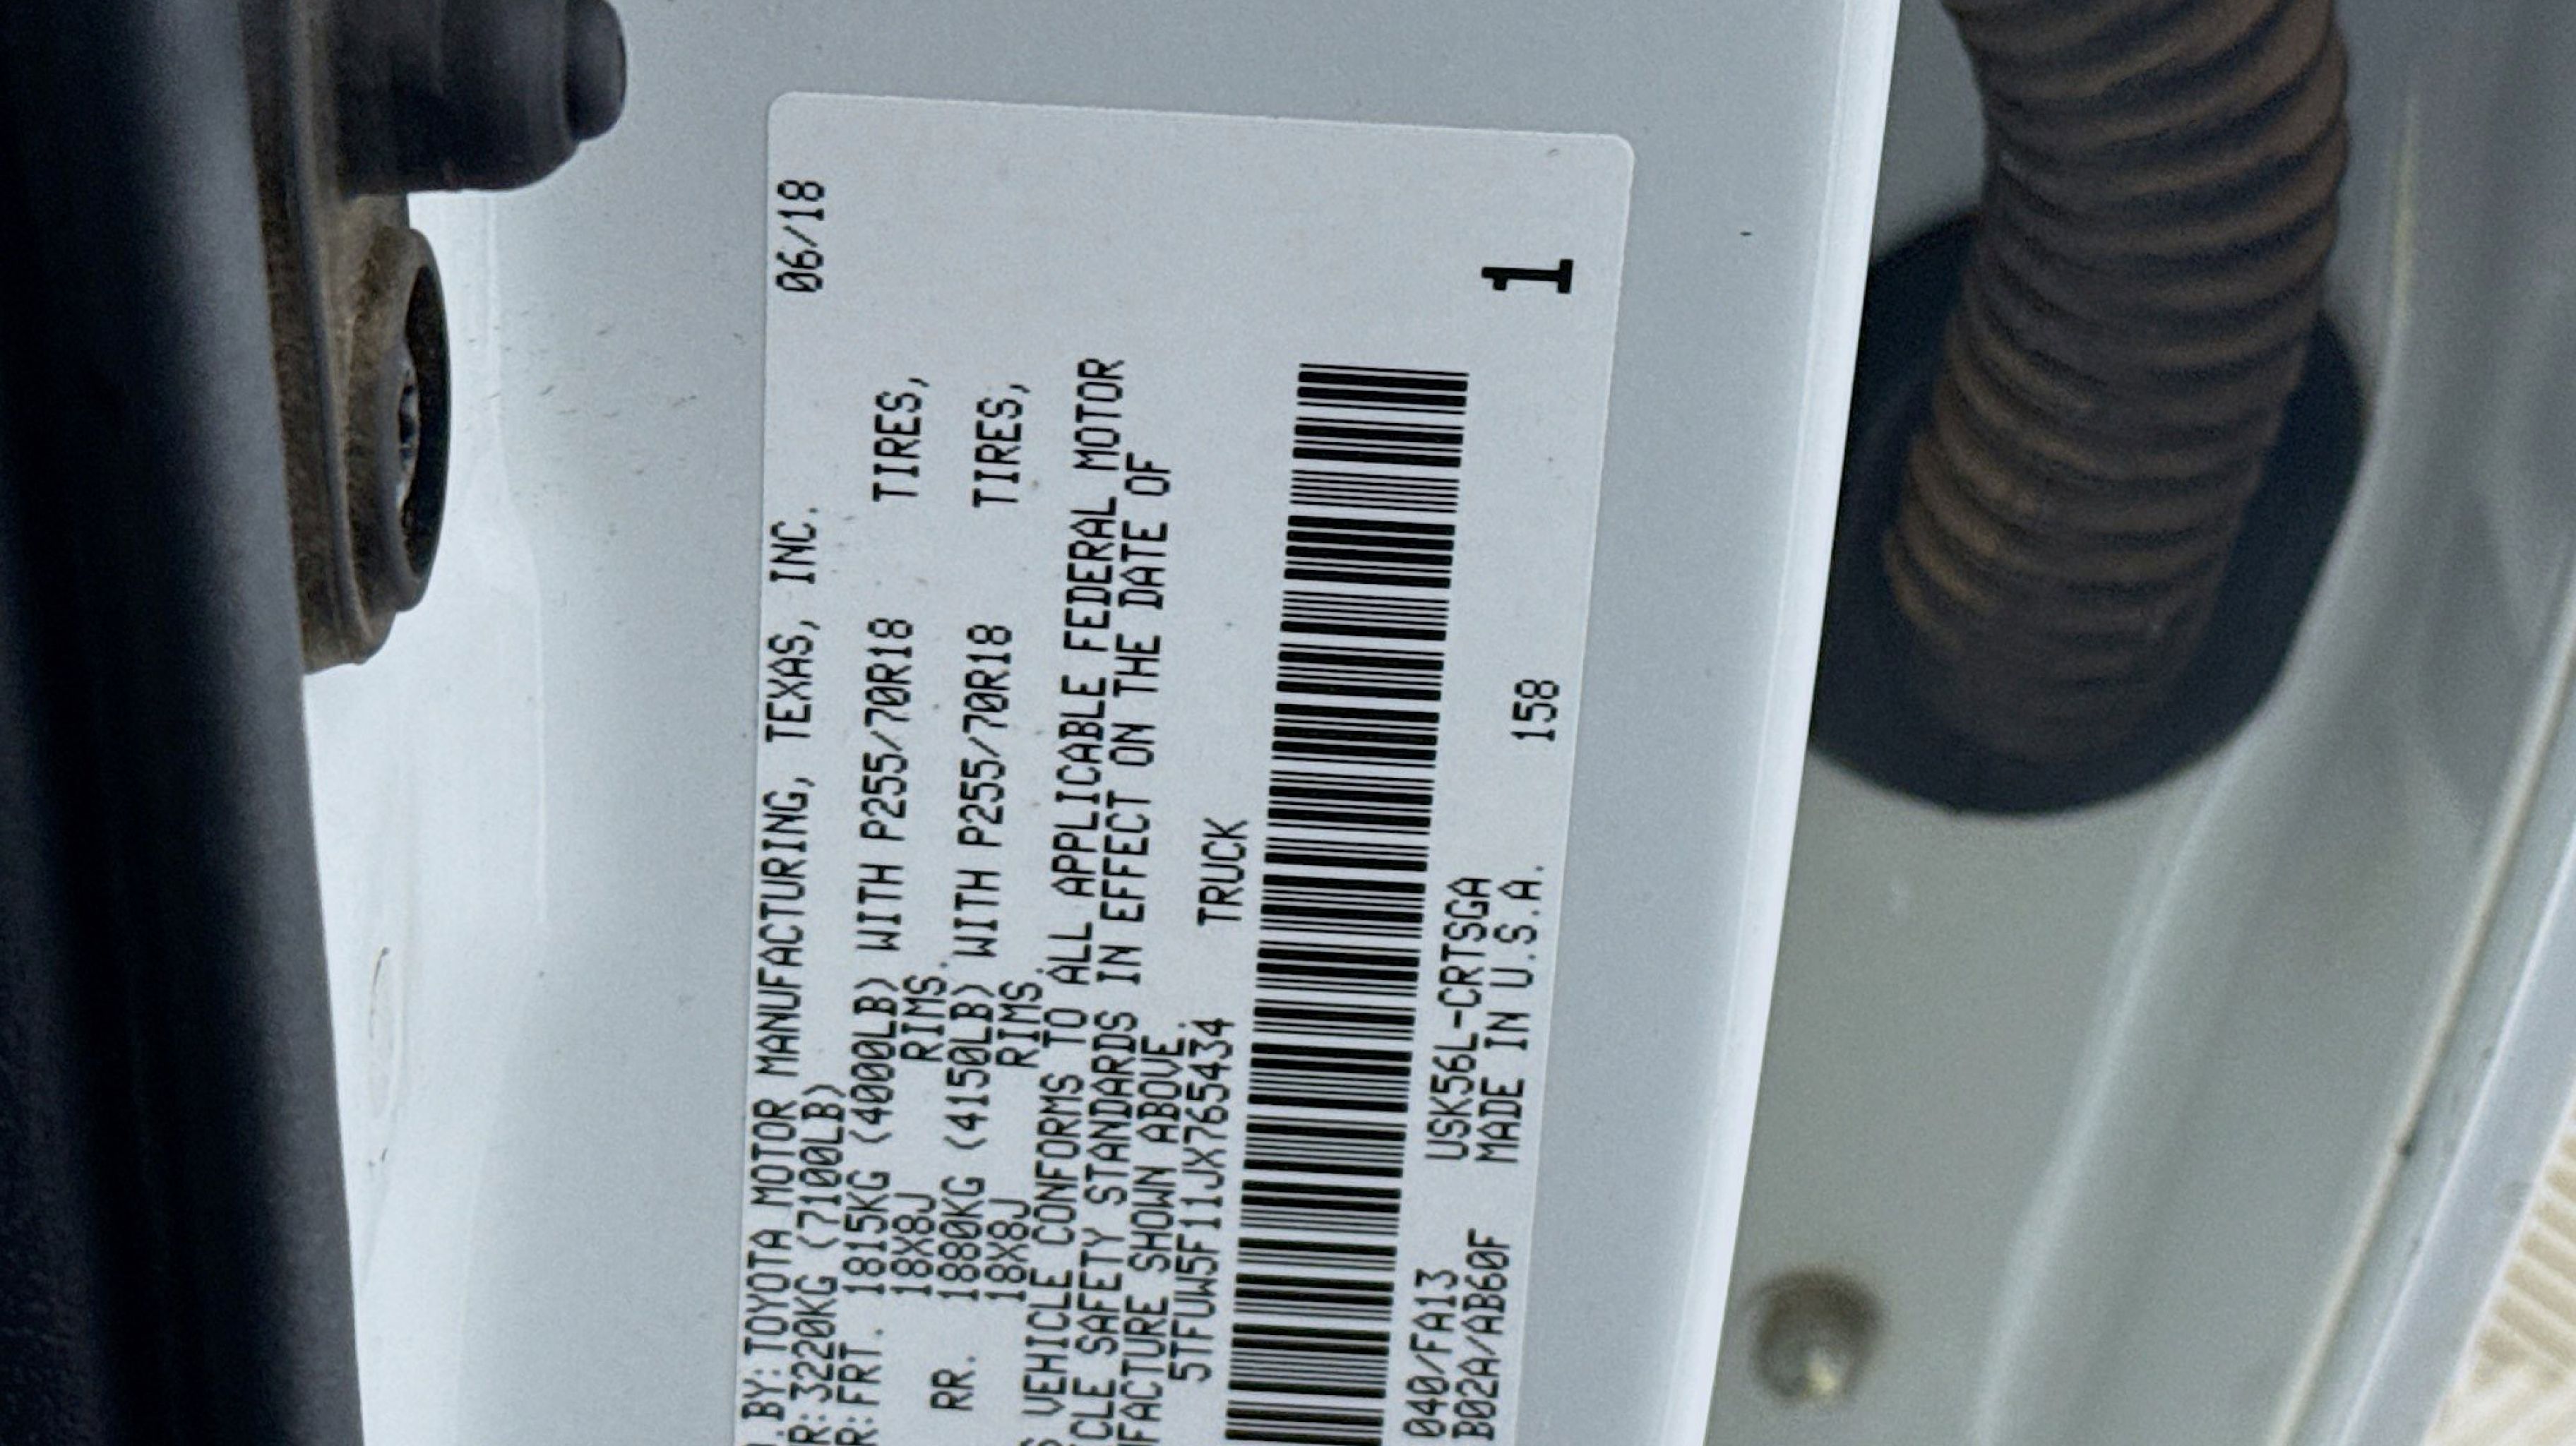 .BY:TOYOTA MOTOR MANUFACTURING, TEXAS, INC. 06/18
R:3220KG (7100LB)
R:FRT. 1815KG (4000LB) WITH P255/70R18 TIRES,
18X8J RIMS.
RR. 1880KG (4150LB) WITH P255/70R18 TIRES,
18X8J RIMS.
VEHICLE CONFORMS TO ALL APPLICABLE FEDERAL MOTOR
CLE SAFETY STANDARDS IN EFFECT ON THE DATE OF
FACTURE SHOWN ABOVE.
5TFUW5F11JX765434 TRUCK
040/FA13 USK56L-CRTSGA
B02A/AB60F MADE IN U.S.A. 158
1